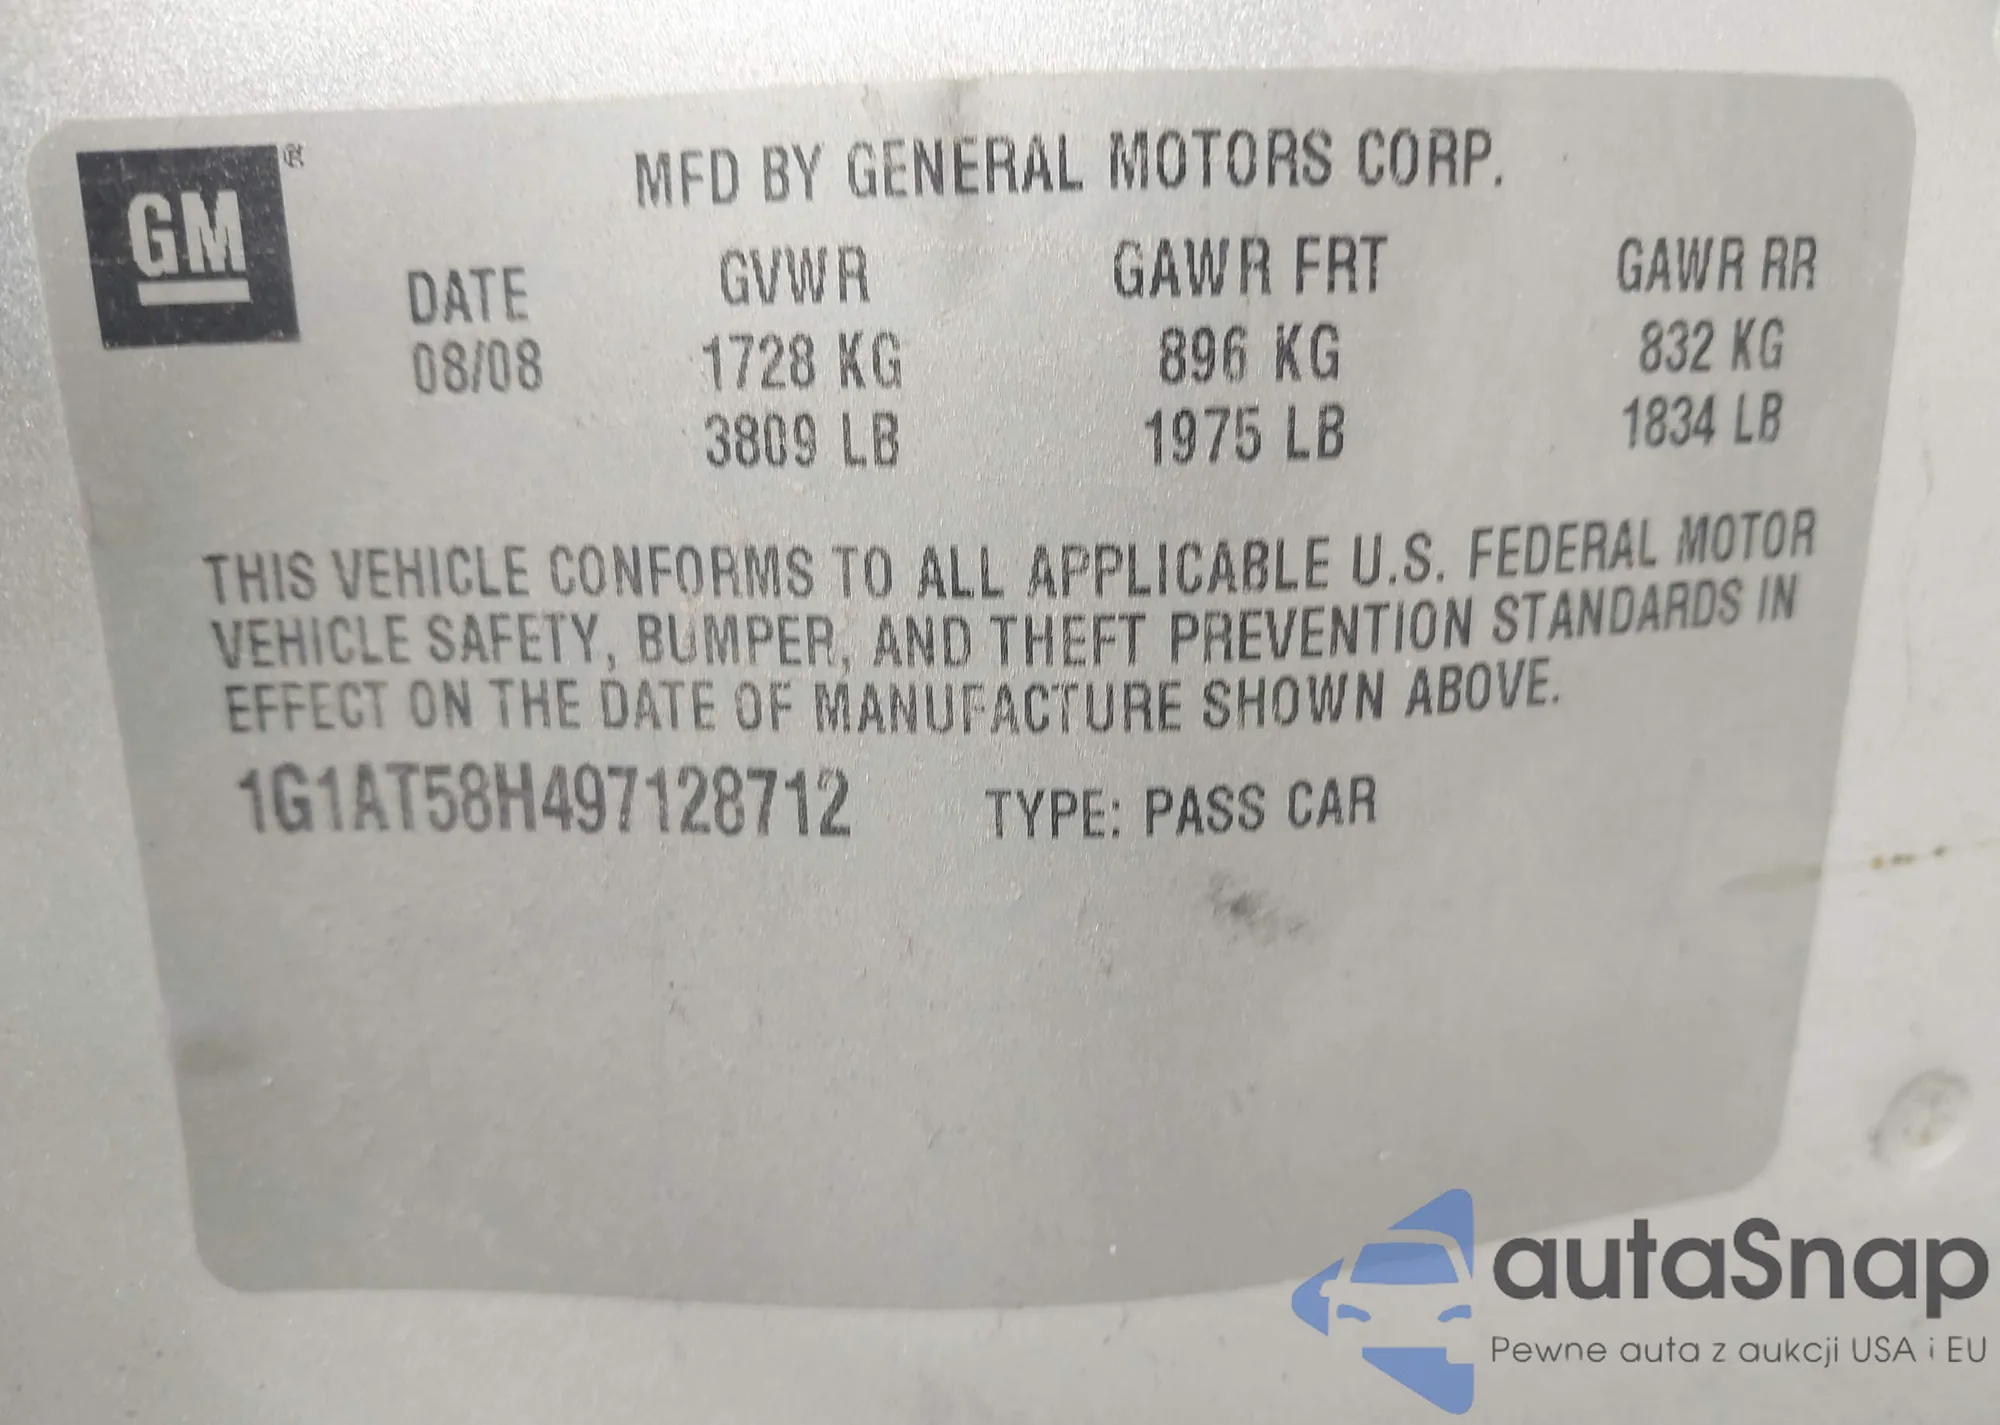 GM®
MFD BY GENERAL MOTORS CORP.
DATE GVWR GAWR FRT GAWR RR
08/08 1728 KG 896 KG 832 KG
3809 LB 1975 LB 1834 LB
THIS VEHICLE CONFORMS TO ALL APPLICABLE U.S. FEDERAL MOTOR
VEHICLE SAFETY, BUMPER, AND THEFT PREVENTION STANDARDS IN
EFFECT ON THE DATE OF MANUFACTURE SHOWN ABOVE.
1G1AT58H497128712 TYPE: PASS CAR
autaSnap
Pewne auta z aukcji USA i EU